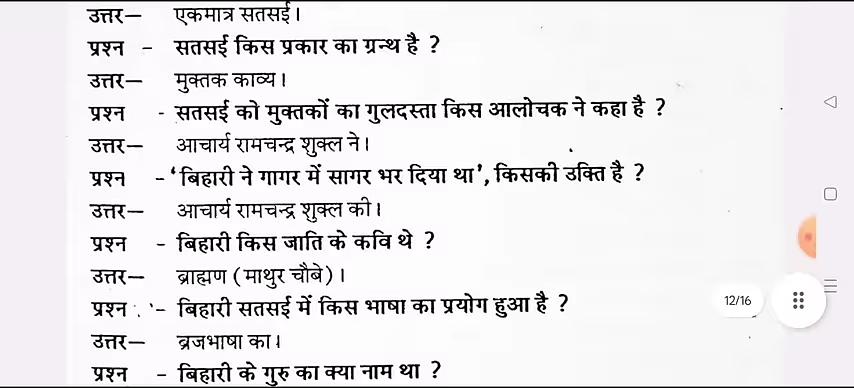 उत्तर— एकमात्र सतसई।
प्रश्न - सतसई किस प्रकार का ग्रन्थ है ?
उत्तर— मुक्तक काव्य।
प्रश्न - सतसई को मुक्तकों का गुलदस्ता किस आलोचक ने कहा है ?
उत्तर— आचार्य रामचन्द्र शुक्ल ने।
प्रश्न - 'बिहारी ने गागर में सागर भर दिया था', किसकी उक्ति है ?
उत्तर— आचार्य रामचन्द्र शुक्ल की।
प्रश्न - बिहारी किस जाति के कवि थे ?
उत्तर— ब्राह्मण (माथुर चौबे)।
प्रश्न - बिहारी सतसई में किस भाषा का प्रयोग हुआ है ?
12/16
उत्तर— ब्रजभाषा का।
प्रश्न - बिहारी के गुरु का क्या नाम था ?